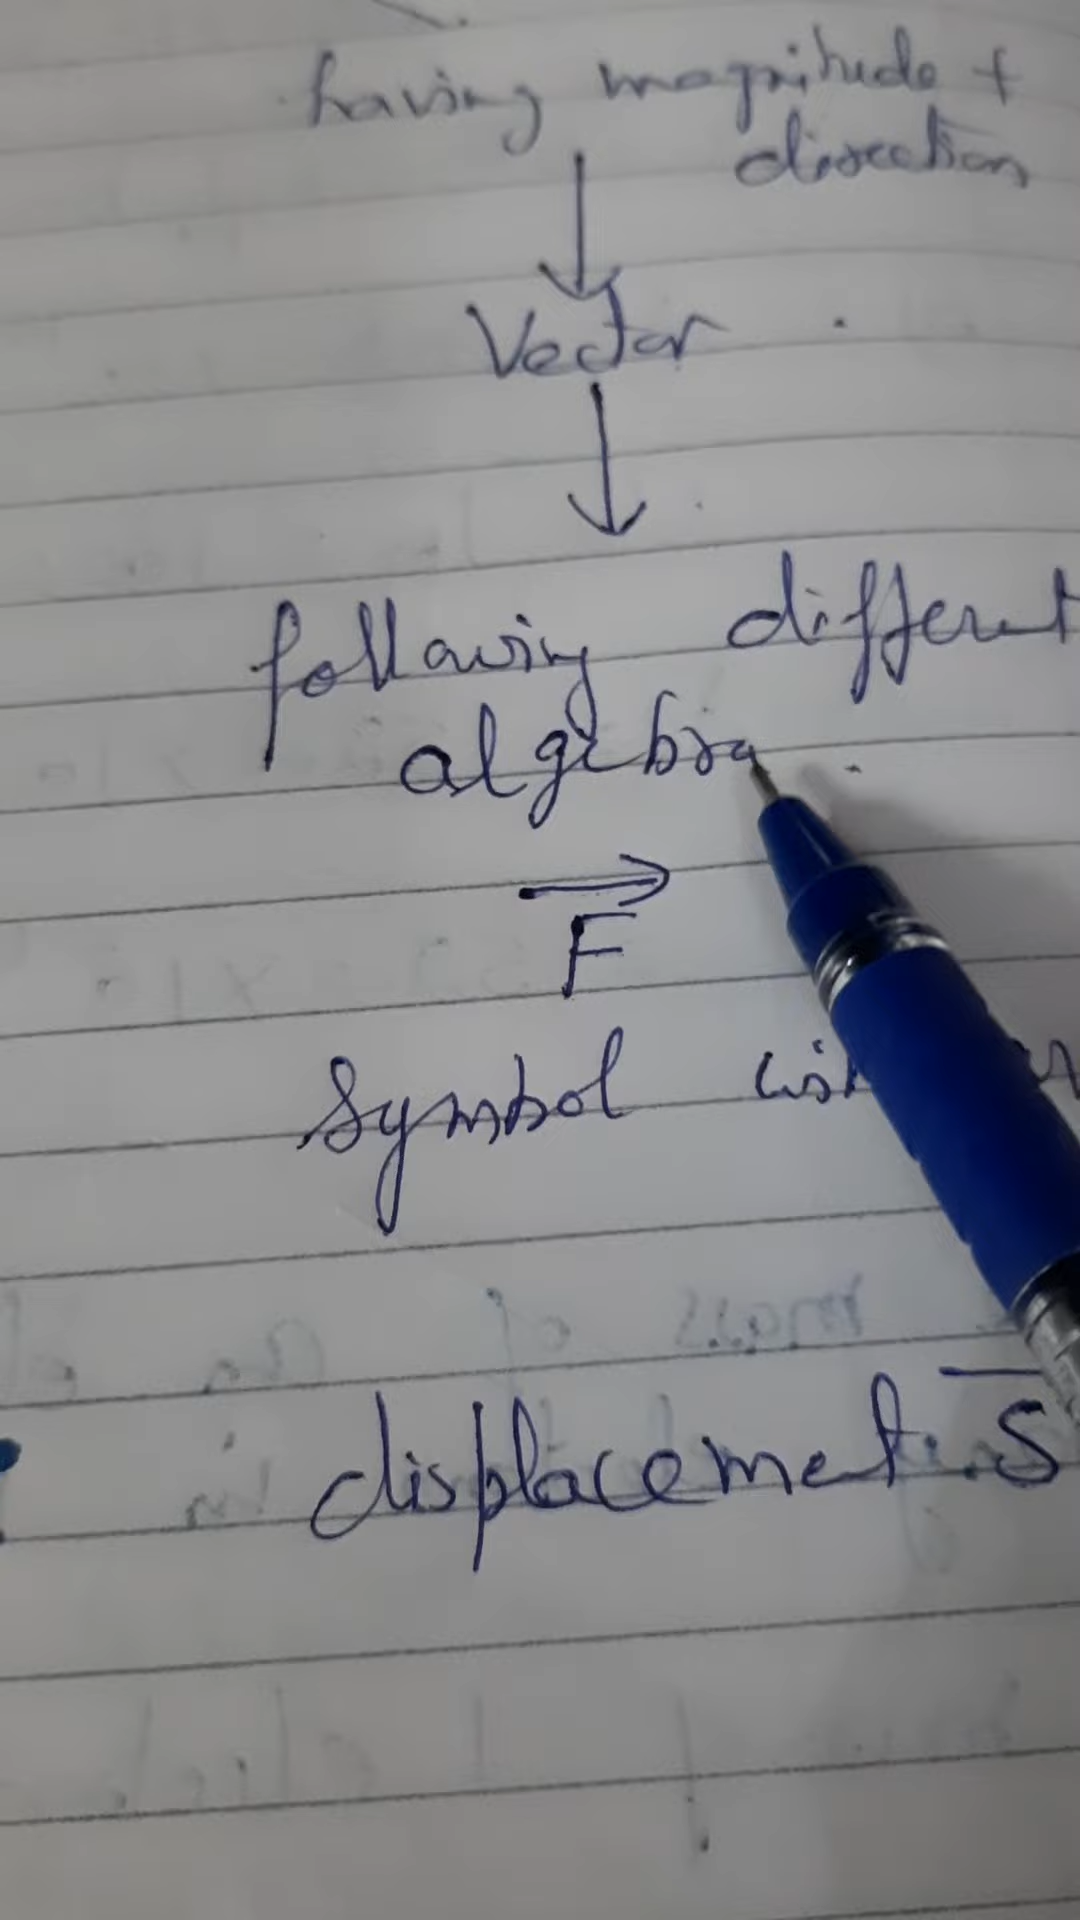 having magnitude +
direction
Vector
following different
algebra
F
Symbol
displacement. S